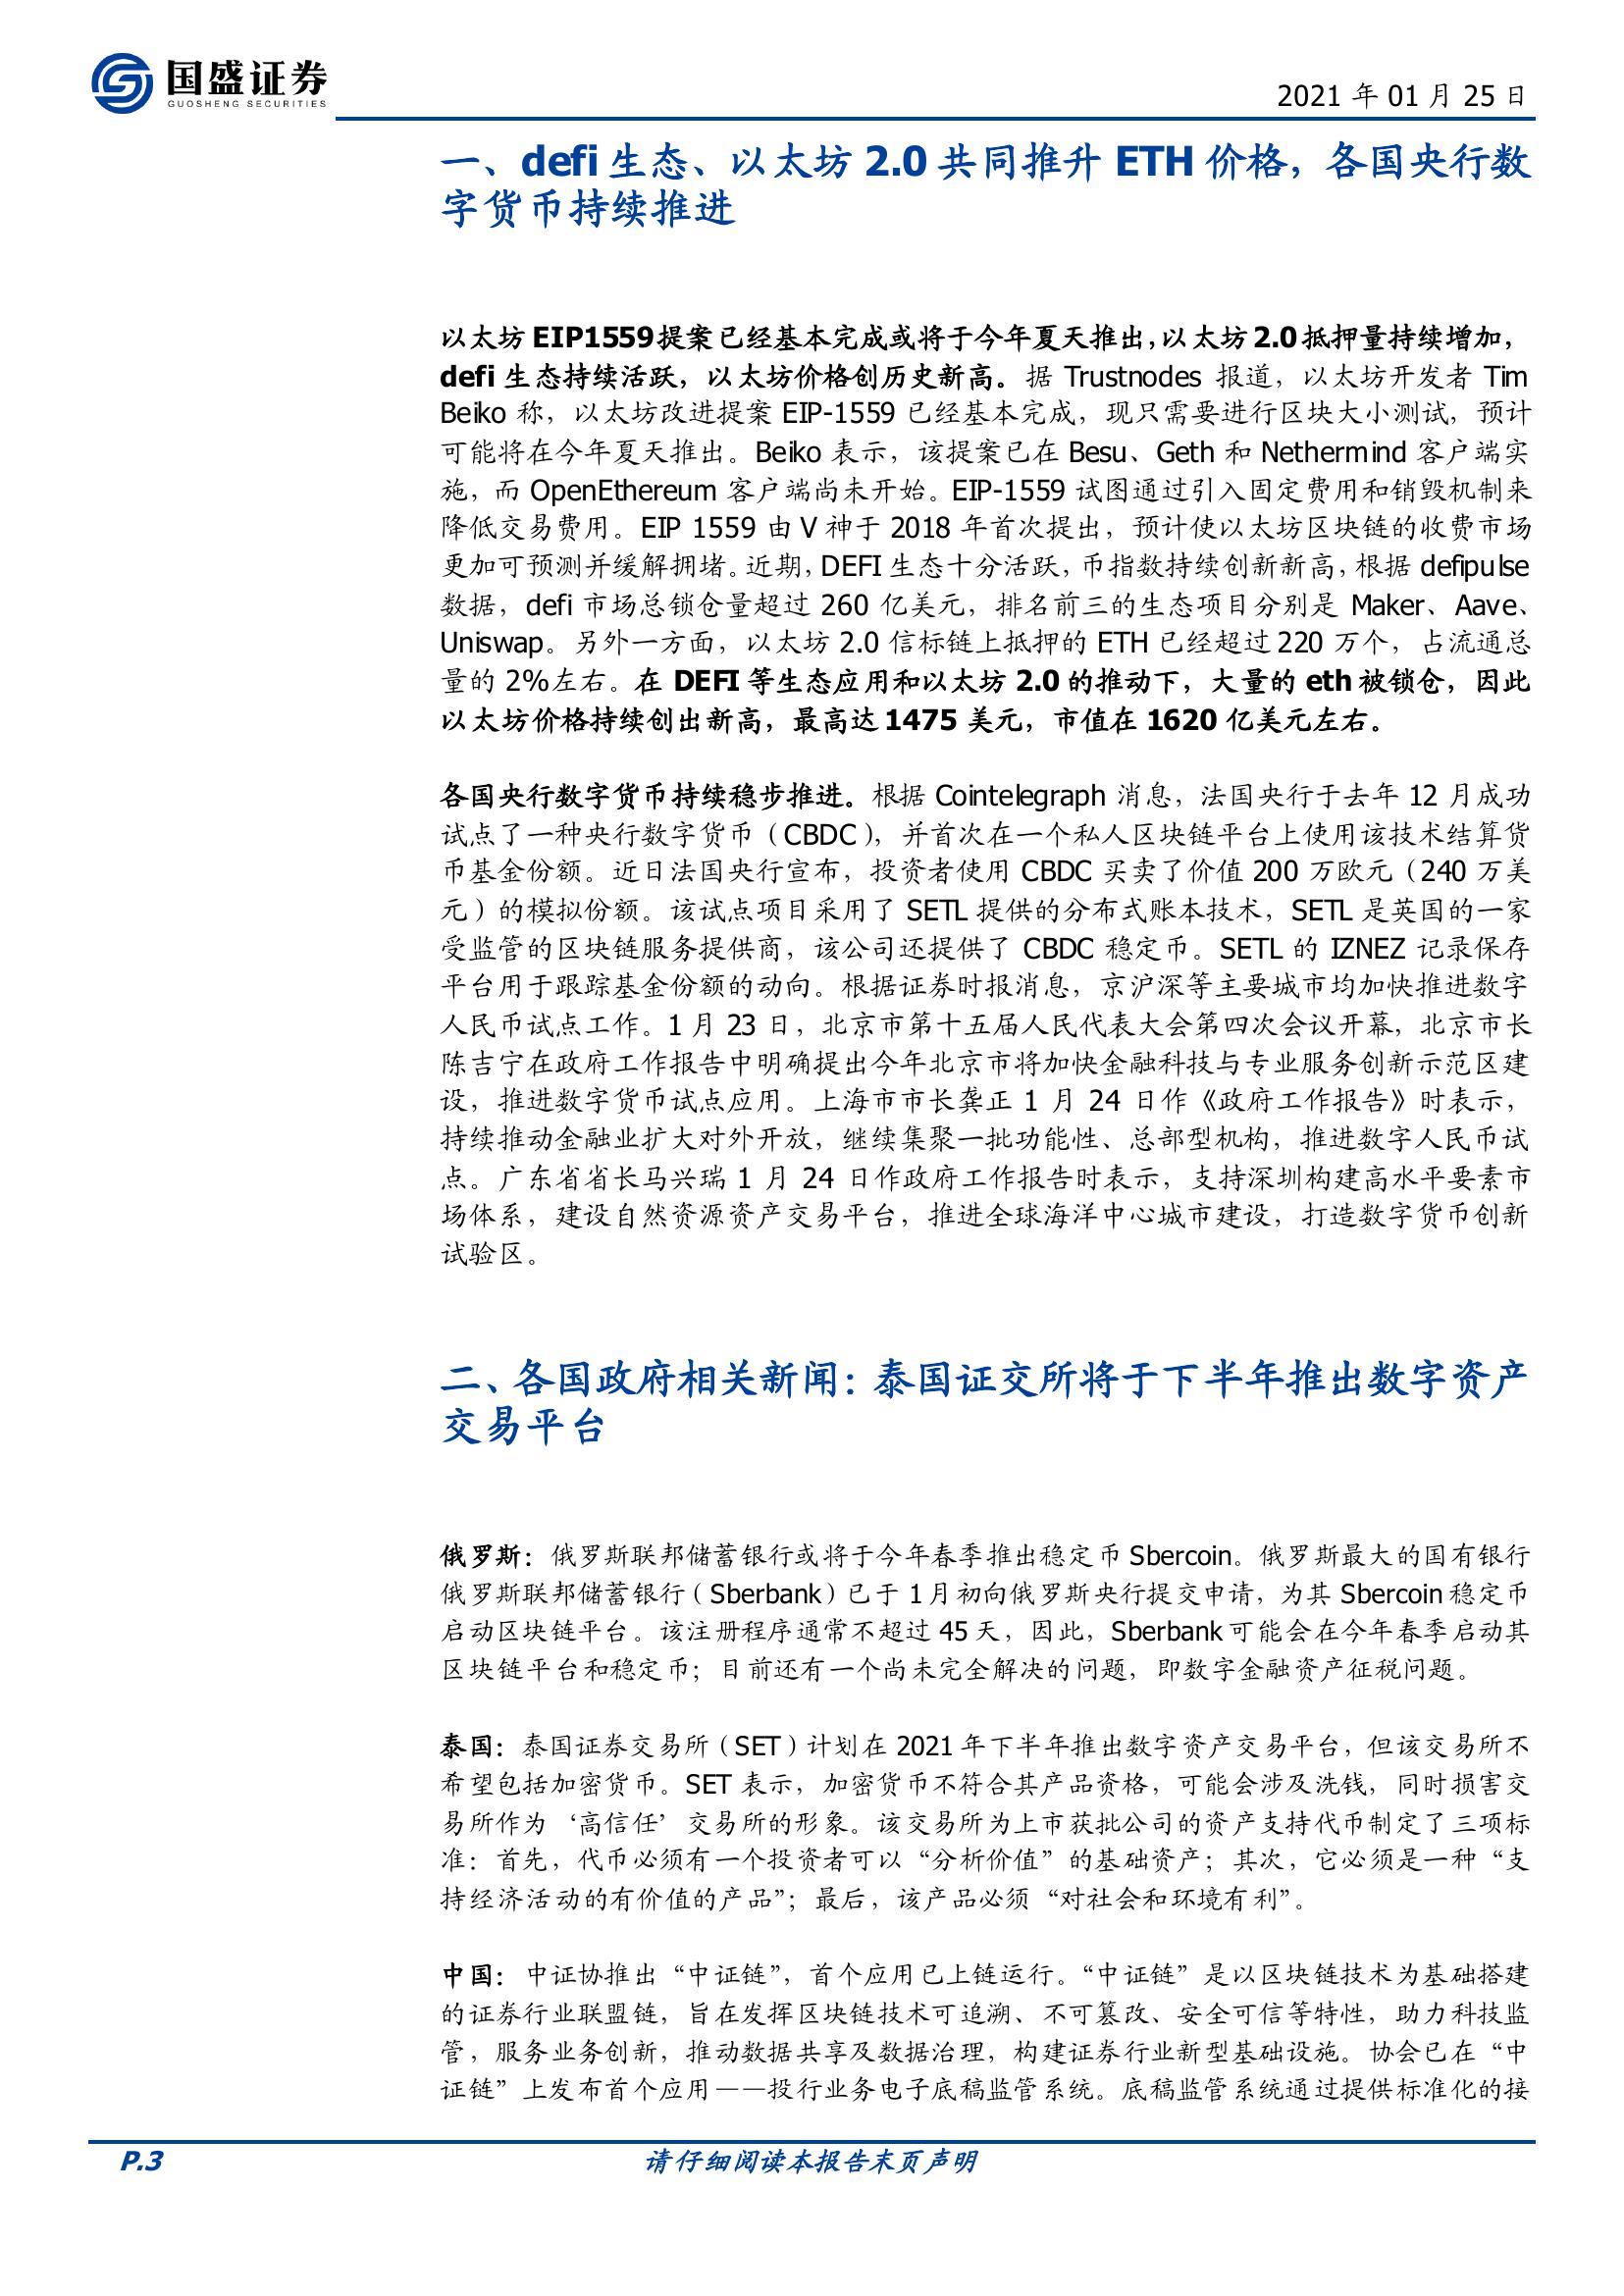 国盛证券
GUOSHENG SECURITIES
2021 年 01 月 25 日
一、defi 生态、以太坊 2.0 共同推升 ETH 价格，各国央行数
字货币持续推进
以太坊 EIP1559 提案已经基本完成或将于今年夏天推出，以太坊 2.0 抵押量持续增加，
defi 生态持续活跃，以太坊价格创历史新高。据 Trustnodes 报道，以太坊开发者 Tim
Beiko 称，以太坊改进提案 EIP-1559 已经基本完成，现只需要进行区块大小测试，预计
可能将在今年夏天推出。Beiko 表示，该提案已在 Besu、Geth 和 Nethermind 客户端实
施，而 OpenEthereum 客户端尚未开始。EIP-1559 试图通过引入固定费用和销毁机制来
降低交易费用。EIP 1559 由 V 神于 2018 年首次提出，预计使以太坊区块链的收费市场
更加可预测并缓解拥堵。近期，DEFI 生态十分活跃，币指数持续创新新高，根据 defipulse
数据，defi 市场总锁仓量超过 260 亿美元，排名前三的生态项目分别是 Maker、Aave、
Uniswap。另外一方面，以太坊 2.0 信标链上抵押的 ETH 已经超过 220 万个，占流通总
量的 2%左右。在 DEFI 等生态应用和以太坊 2.0 的推动下，大量的 eth 被锁仓，因此
以太坊价格持续创出新高，最高达 1475 美元，市值在 1620 亿美元左右。
各国央行数字货币持续稳步推进。根据 Cointelegraph 消息，法国央行于去年 12 月成功
试点了一种央行数字货币（CBDC），并首次在一个私人区块链平台上使用该技术结算货
币基金份额。近日法国央行宣布，投资者使用 CBDC 买卖了价值 200 万欧元（240 万美
元）的模拟份额。该试点项目采用了 SETL 提供的分布式账本技术，SETL 是英国的一家
受监管的区块链服务提供商，该公司还提供了 CBDC 稳定币。SETL 的 IZNEZ 记录保存
平台用于跟踪基金份额的动向。根据证券时报消息，京沪深等主要城市均加快推进数字
人民币试点工作。1 月 23 日，北京市第十五届人民代表大会第四次会议开幕，北京市长
陈吉宁在政府工作报告中明确提出今年北京市将加快金融科技与专业服务创新示范区建
设，推进数字货币试点应用。上海市市长龚正 1 月 24 日作《政府工作报告》时表示，
持续推动金融业扩大对外开放，继续集聚一批功能性、总部型机构，推进数字人民币试
点。广东省省长马兴瑞 1 月 24 日作政府工作报告时表示，支持深圳构建高水平要素市
场体系，建设自然资源资产交易平台，推进全球海洋中心城市建设，打造数字货币创新
试验区。
二、各国政府相关新闻：泰国证交所将于下半年推出数字资产
交易平台
俄罗斯：俄罗斯联邦储蓄银行或将于今年春季推出稳定币 Sbercoin。俄罗斯最大的国有银行
俄罗斯联邦储蓄银行（Sberbank）已于 1 月初向俄罗斯央行提交申请，为其 Sbercoin 稳定币
启动区块链平台。该注册程序通常不超过 45 天，因此，Sberbank 可能会在今年春季启动其
区块链平台和稳定币；目前还有一个尚未完全解决的问题，即数字金融资产征税问题。
泰国：泰国证券交易所（SET）计划在 2021 年下半年推出数字资产交易平台，但该交易所不
希望包括加密货币。SET 表示，加密货币不符合其产品资格，可能会涉及洗钱，同时损害交
易所作为‘高信任’交易所的形象。该交易所为上市获批公司的资产支持代币制定了三项标
准：首先，代币必须有一个投资者可以“分析价值”的基础资产；其次，它必须是一种“支
持经济活动的有价值的产品”；最后，该产品必须“对社会和环境有利”。
中国：中证协推出“中证链”，首个应用已上链运行。“中证链”是以区块链技术为基础搭建
的证券行业联盟链，旨在发挥区块链技术可追溯、不可篡改、安全可信等特性，助力科技监
管，服务业务创新，推动数据共享及数据治理，构建证券行业新型基础设施。协会已在“中
证链”上发布首个应用——投行业务电子底稿监管系统。底稿监管系统通过提供标准化的接
P.3
请仔细阅读本报告末页声明